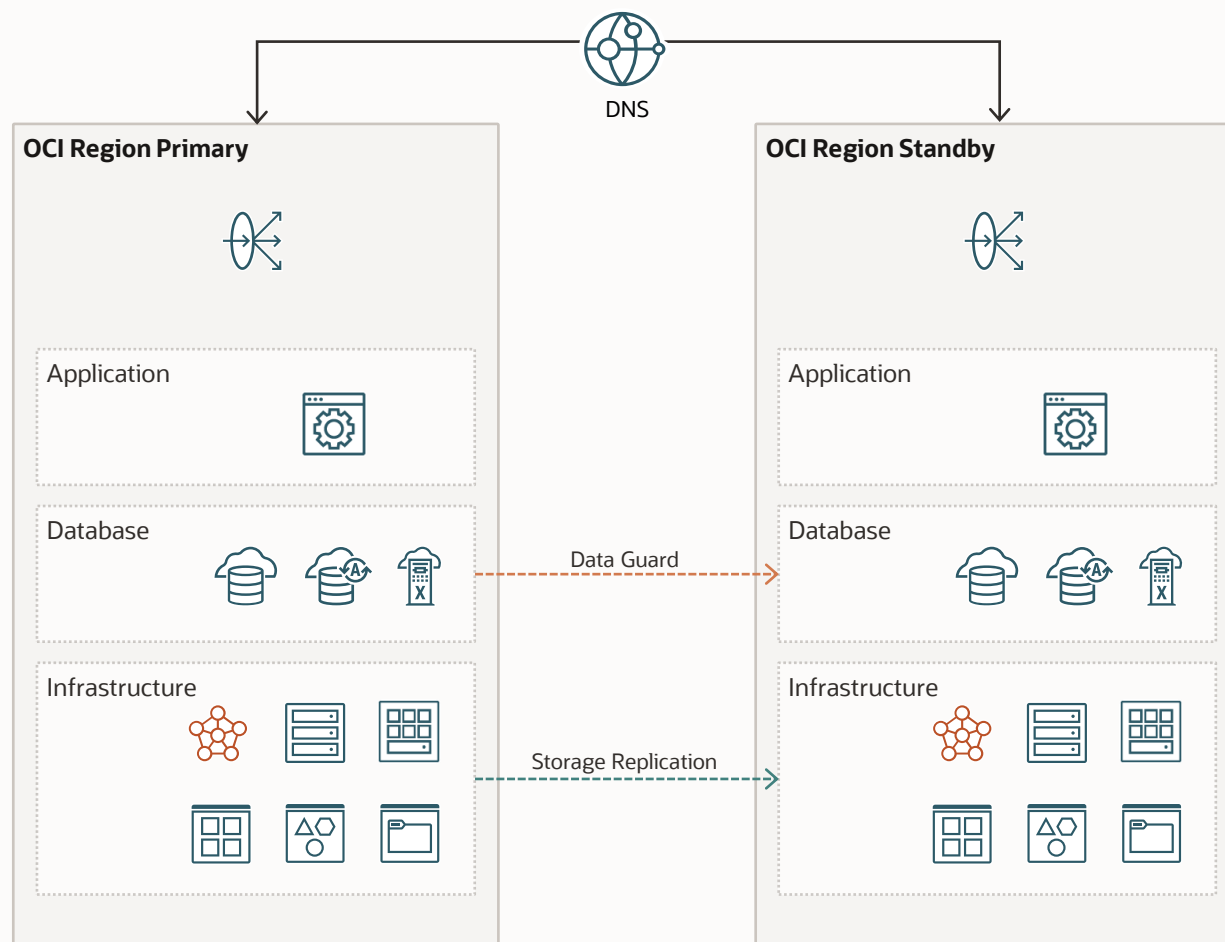 DNS
OCI Region Primary
OCI Region Standby
Application
Application
Database
A
X
Data Guard
Database
A
X
Infrastructure
Storage Replication
Infrastructure